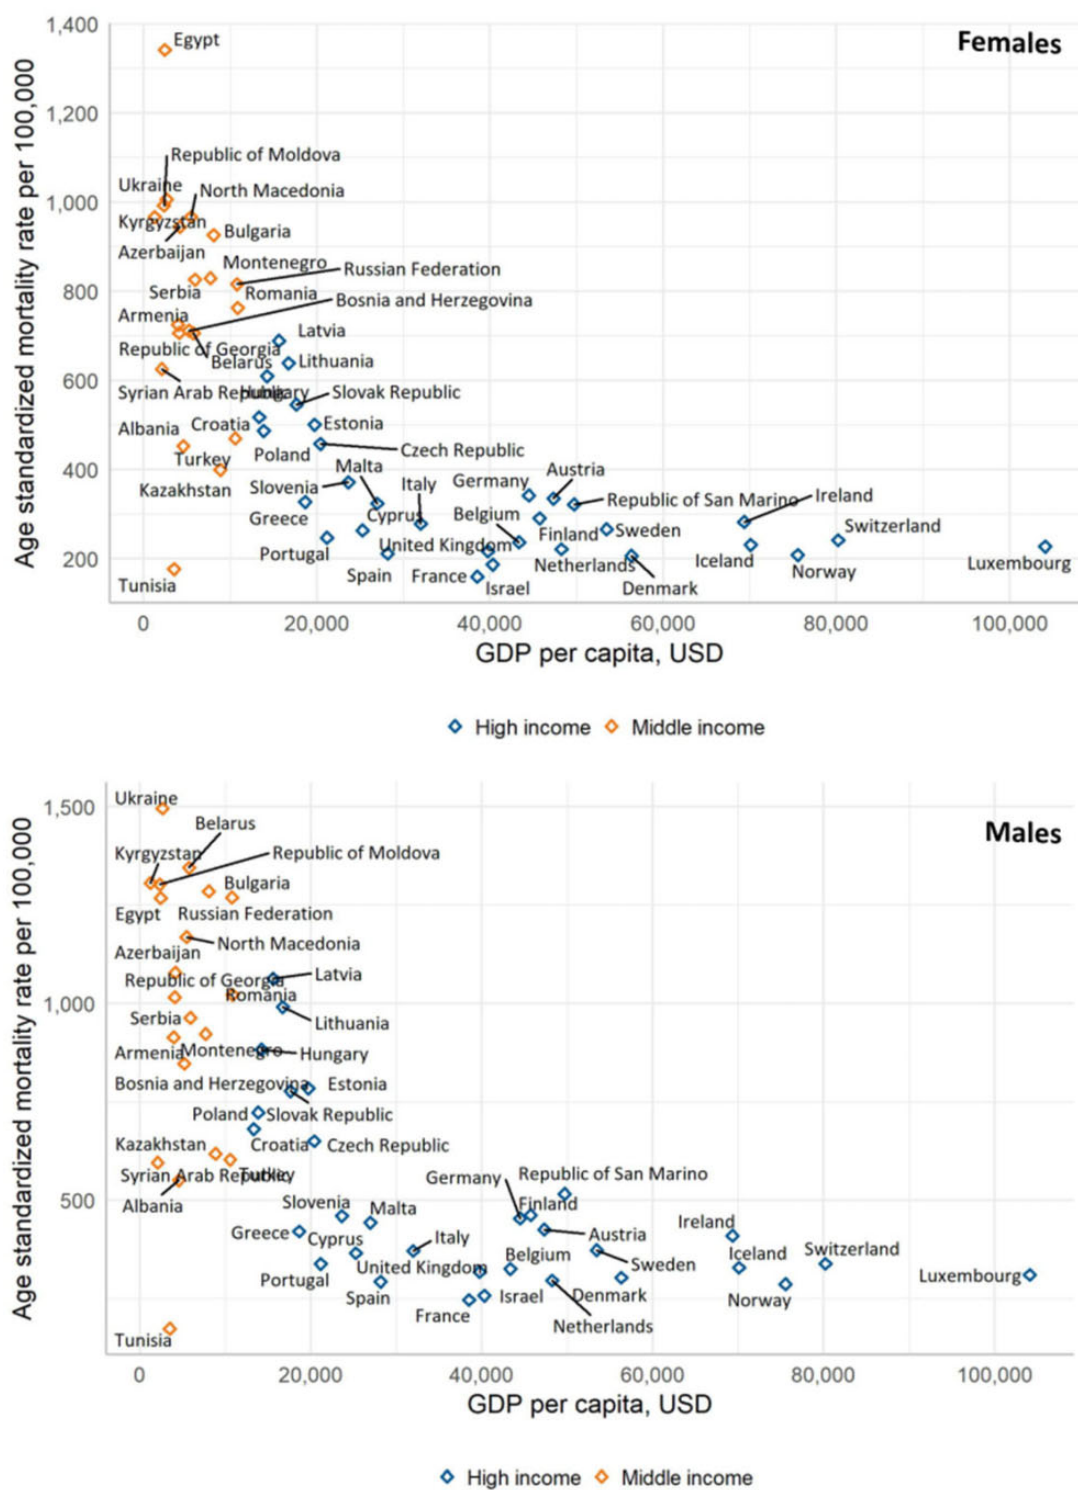 1,400
Egypt
Females
1,200
Republic of Moldova
Ukraine
North Macedonia
1,000
Kyrgyzstan
Bulgaria
Azerbaijan
Montenegro
Russian Federation
800
Serbia
Romania
Bosnia and Herzegovina
Armenia
Latvia
Republic of Georgia
Belarus
Lithuania
600
Syrian Arab Republic
Hungary
Slovak Republic
Albania
Croatia
Estonia
Poland
Czech Republic
400
Turkey
Malta
Italy
Germany
Austria
Kazakhstan
Slovenia
Republic of San Marino
Ireland
Greece
Cyprus
Belgium
Finland
Sweden
Switzerland
Portugal
United Kingdom
Netherlands
Iceland
Luxembourg
200
Tunisia
Spain
France
Israel
Denmark
Norway
Age standardized mortality rate per 100,000
0
20,000
40,000
60,000
80,000
100,000
GDP per capita, USD
High income
Middle income
Ukraine
1,500
Belarus
Males
Kyrgyzstan
Republic of Moldova
Bulgaria
Egypt
Russian Federation
North Macedonia
Azerbaijan
Latvia
Republic of Georgia
Romania
1,000
Serbia
Lithuania
Armenia
Montenegro
Hungary
Bosnia and Herzegovina
Estonia
Poland
Slovak Republic
Kazakhstan
Croatia
Czech Republic
Syrian Arab Republic
Turkey
Germany
Republic of San Marino
500
Albania
Slovenia
Malta
Finland
Greece
Cyprus
Italy
Austria
Ireland
Portugal
United Kingdom
Belgium
Sweden
Iceland
Switzerland
Spain
France
Israel
Denmark
Norway
Luxembourg
Netherlands
Tunisia
Age standardized mortality rate per 100,000
0
20,000
40,000
60,000
80,000
100,000
GDP per capita, USD
High income
Middle income